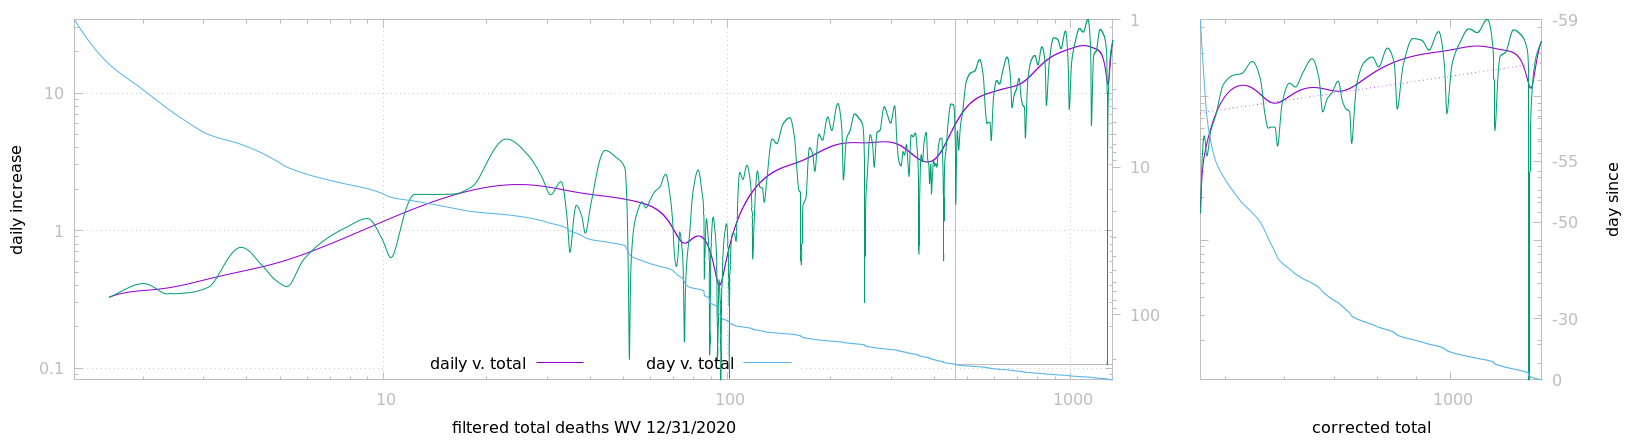 daily increase
10
1
0.1
10
100
1000
filtered total deaths WV 12/31/2020
daily v. total
day v. total
1
10
100
1000
corrected total
-59
-55
-50
-30
0
day since